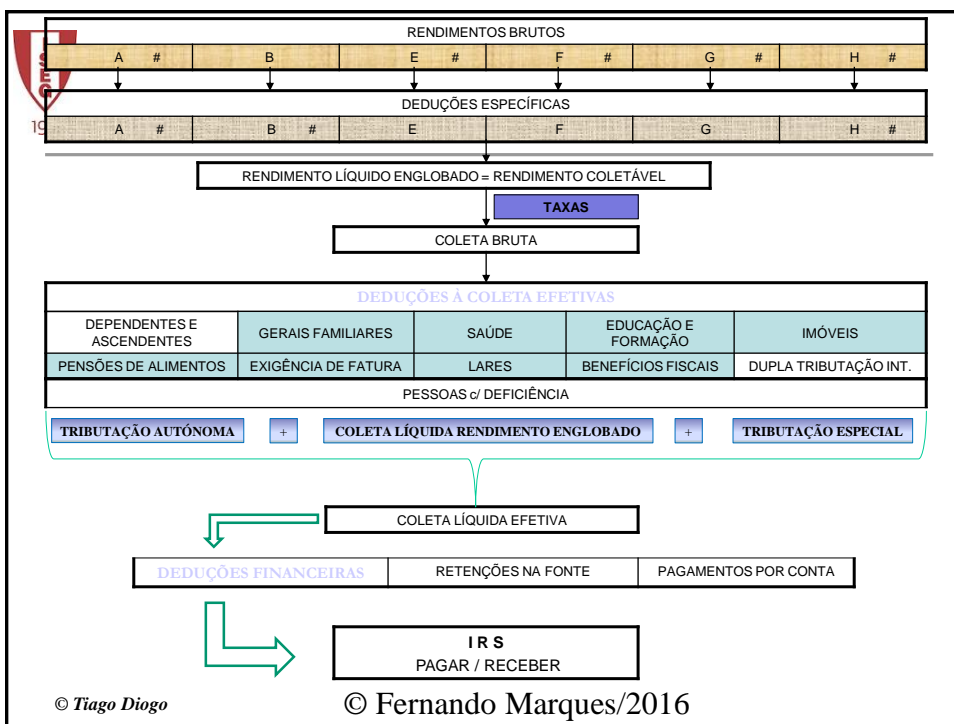 RENDIMENTOS BRUTOS
A # B E # F # G # H #
DEDUÇÕES ESPECÍFICAS
19
A # B # E F G H #
RENDIMENTO LÍQUIDO ENGLOBADO = RENDIMENTO COLETÁVEL
TAXAS
COLETA BRUTA
DEDUÇÕES À COLETA EFETIVAS
DEPENDENTES E
ASCENDENTES
GERAIS FAMILIARES
SAÚDE
EDUCAÇÃO E
FORMAÇÃO
IMÓVEIS
PENSÕES DE ALIMENTOS
EXIGÊNCIA DE FATURA
LARES
BENEFÍCIOS FISCAIS
DUPLA TRIBUTAÇÃO INT.
PESSOAS c/ DEFICIÊNCIA
TRIBUTAÇÃO AUTÓNOMA + COLETA LÍQUIDA RENDIMENTO ENGLOBADO + TRIBUTAÇÃO ESPECIAL
COLETA LÍQUIDA EFETIVA
DEDUÇÕES FINANCEIRAS
RETENÇÕES NA FONTE
PAGAMENTOS POR CONTA
I R S
PAGAR / RECEBER
© Tiago Diogo
© Fernando Marques/2016